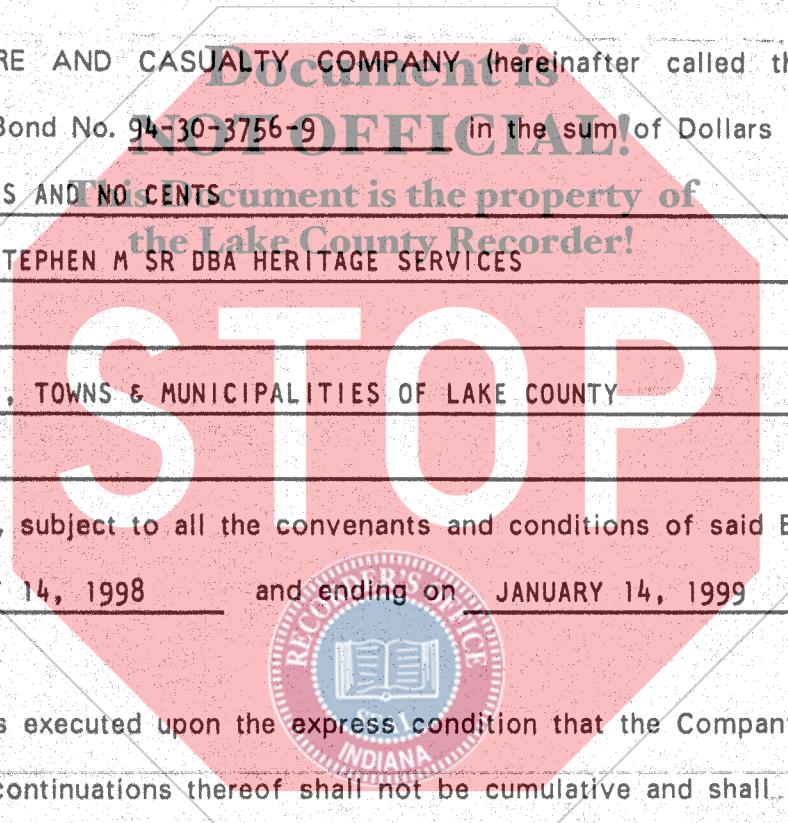 RE AND CASUALTY COMPANY (hereinafter called th
Document is
Bond No. 94-30-3756-9 in the sum of Dollars
NOT OFFICIAL!
S AND NO CENTS
This Document is the property of
the Lake County Recorder!
TEPHEN M SR DBA HERITAGE SERVICES
STOP
, TOWNS & MUNICIPALITIES OF LAKE COUNTY
, subject to all the convenants and conditions of said B
14, 1998 and ending on JANUARY 14, 1999
RECORDER'S OFFICE
INDIANA
s executed upon the express condition that the Compan
continuations thereof shall not be cumulative and shall